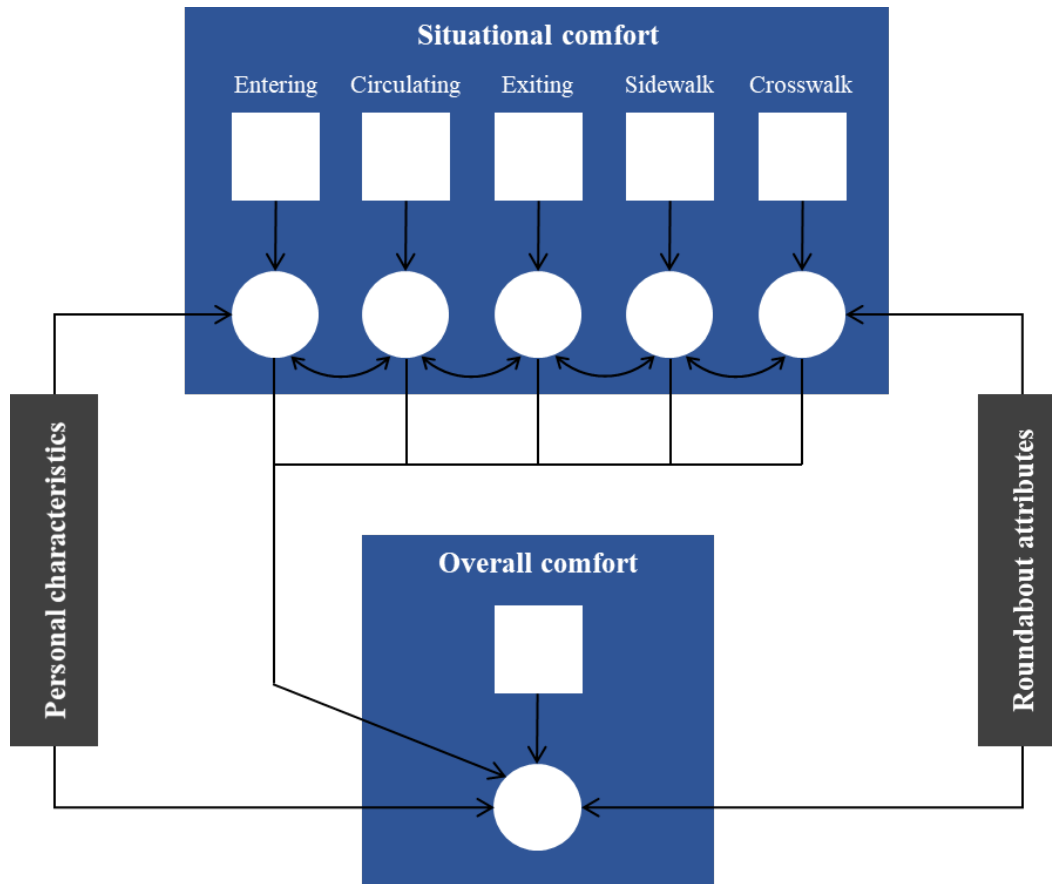 Situational comfort
Entering
Circulating
Exiting
Sidewalk
Crosswalk
Personal characteristics
Roundabout attributes
Overall comfort